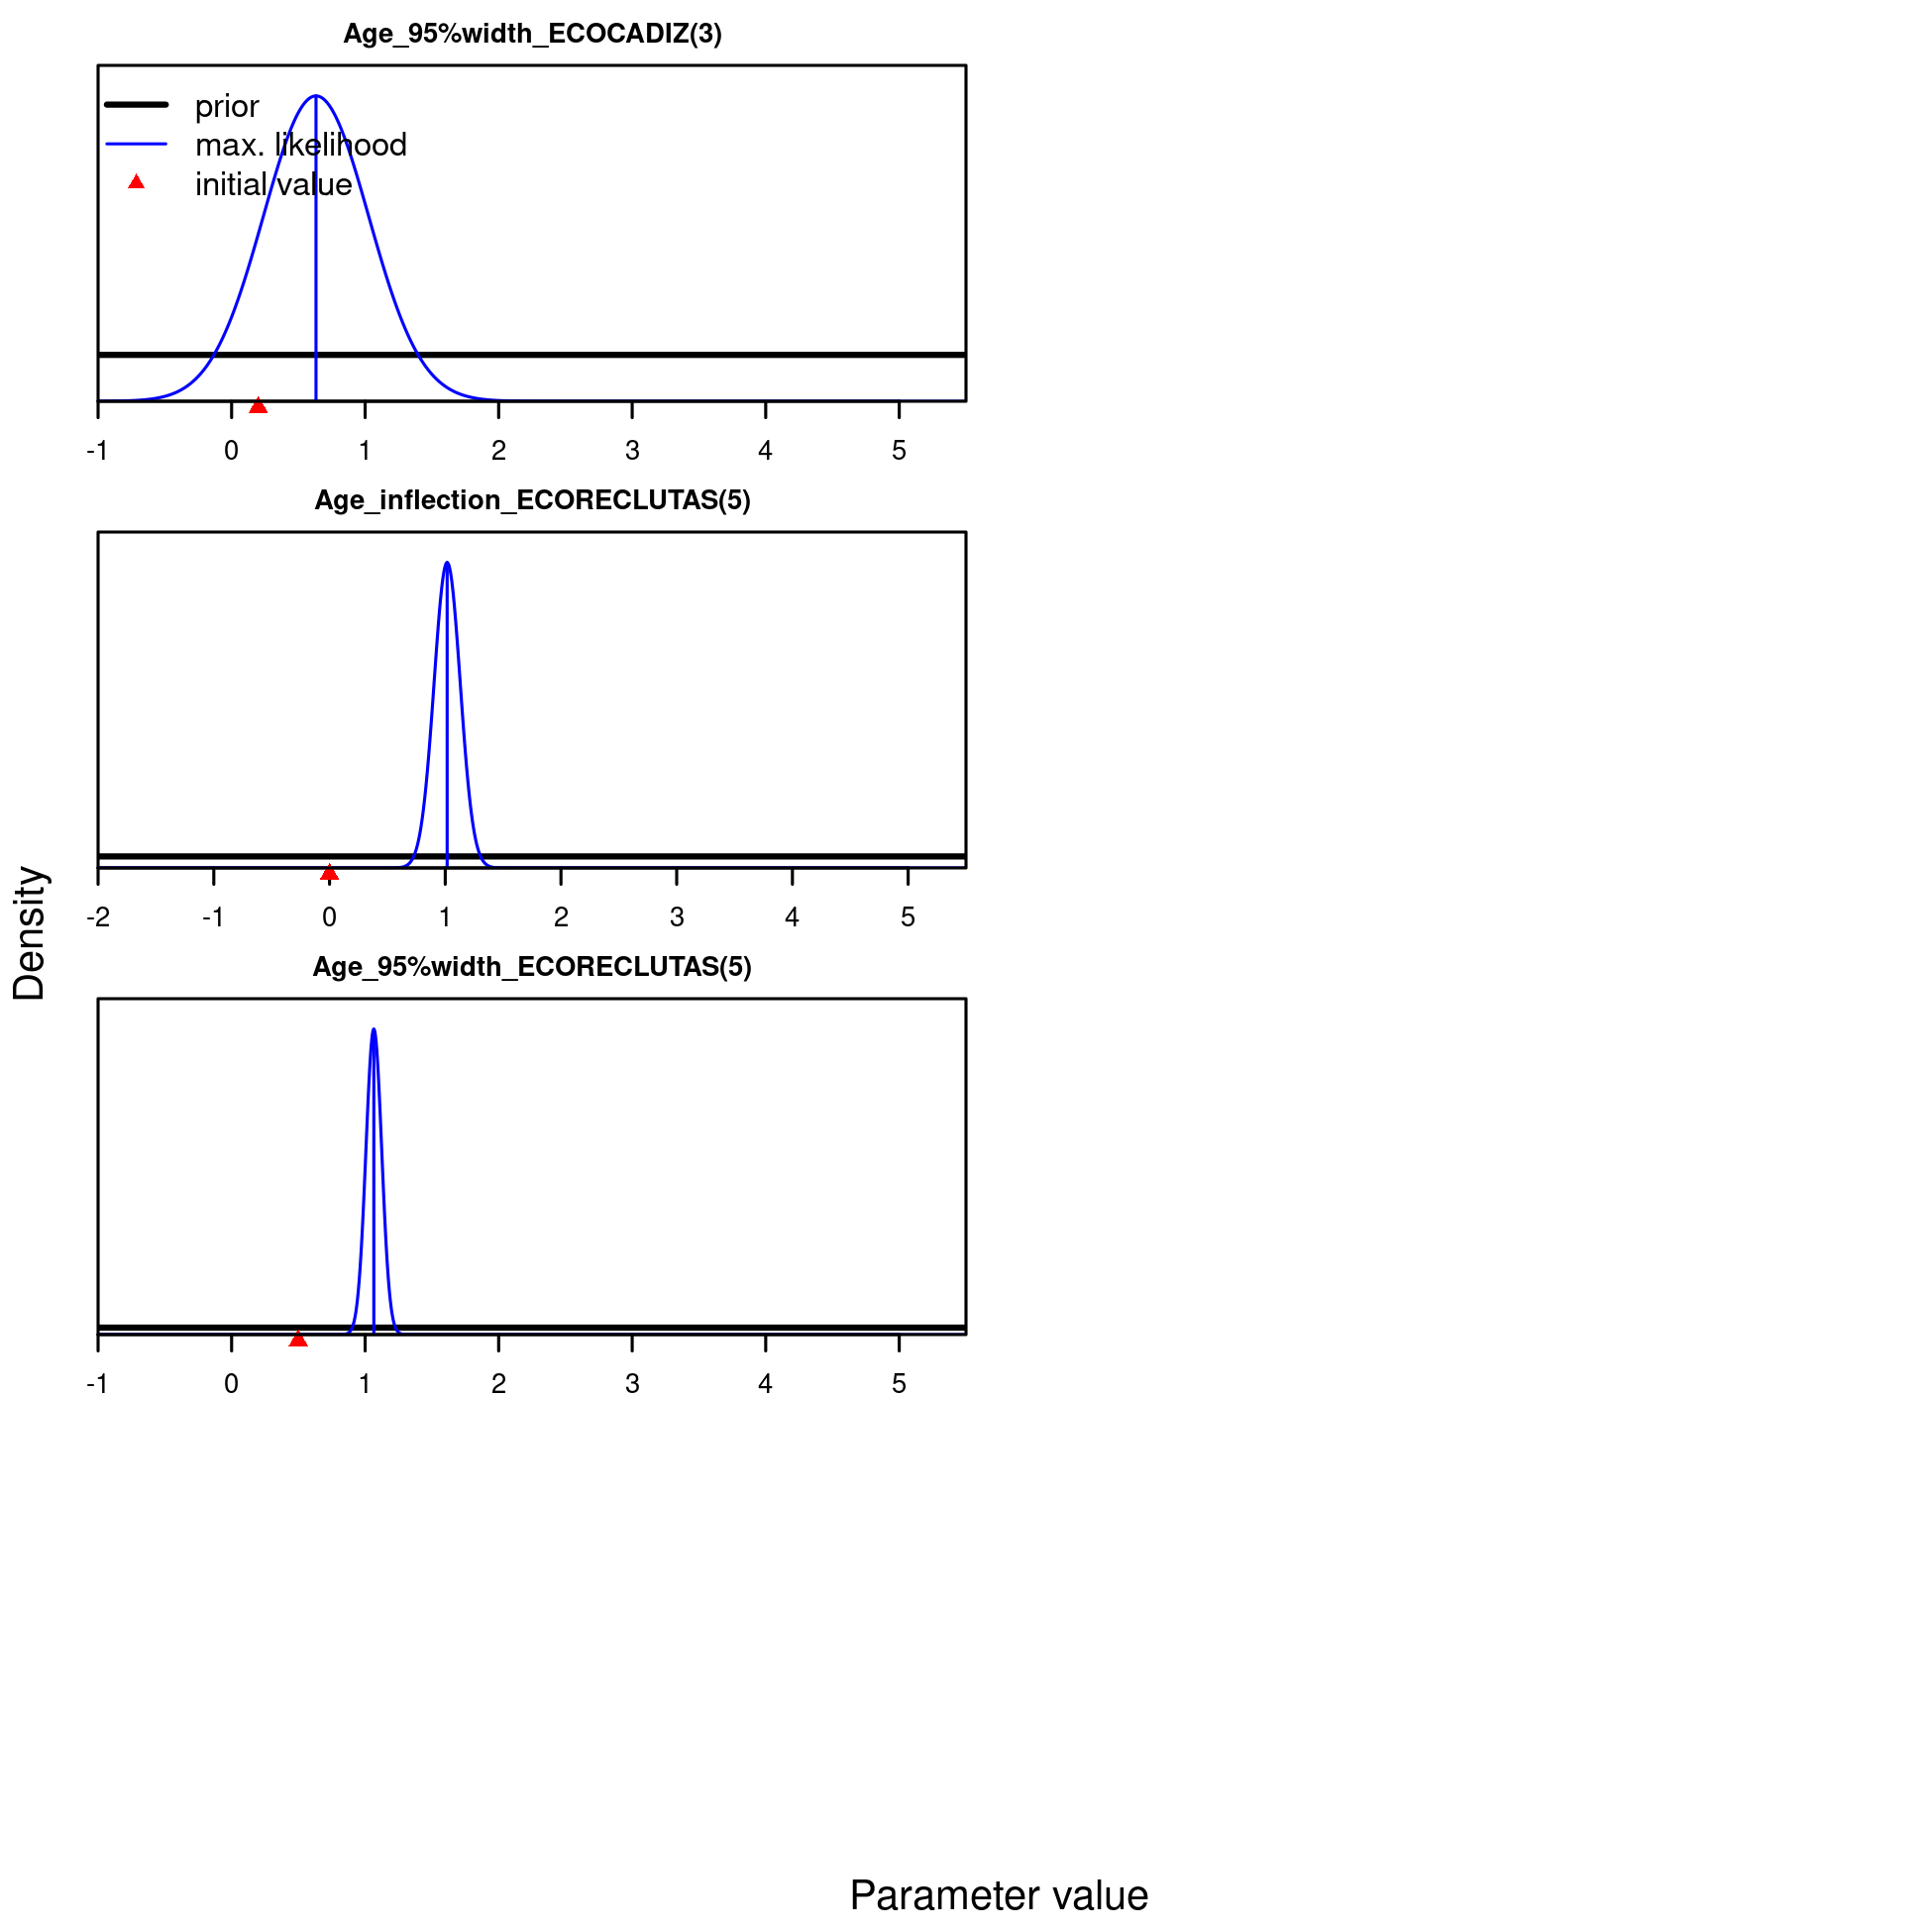 Age_95%width_ECOCADIZ(3)
prior
max. likelihood
initial value
-1 0 1 2 3 4 5
Age_inflection_ECORECLUTAS(5)
-2 -1 0 1 2 3 4 5
Age_95%width_ECORECLUTAS(5)
-1 0 1 2 3 4 5
Density
Parameter value